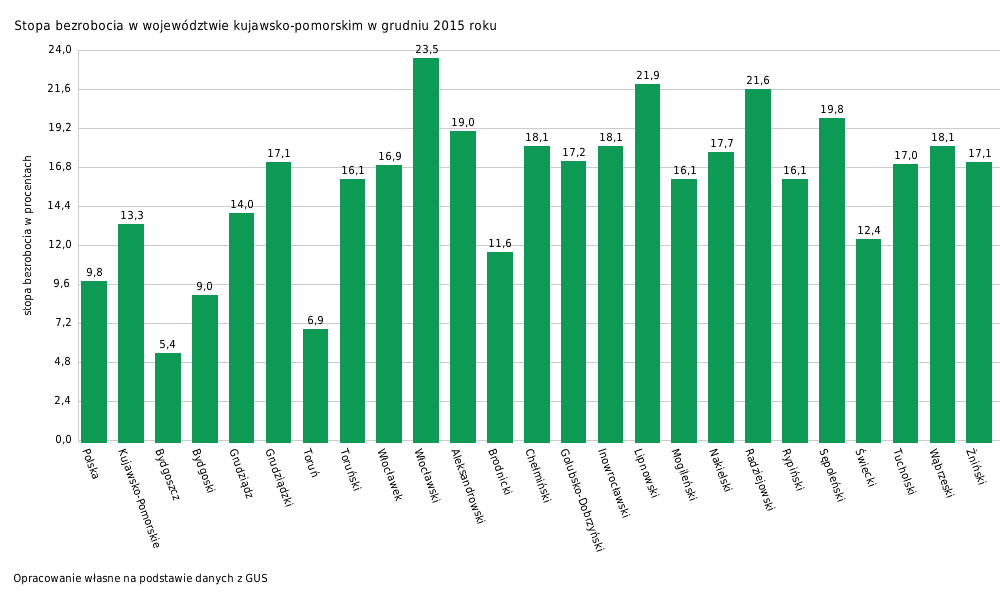 Stopa bezrobocia w województwie kujawsko-pomorskim w grudniu 2015 roku
stopa bezrobocia w procentach
24,0
21,6
19,2
16,8
14,4
12,0
9,6
7,2
4,8
2,4
0,0
9,8
13,3
5,4
9,0
14,0
17,1
6,9
16,1
16,9
23,5
19,0
11,6
18,1
17,2
18,1
21,9
16,1
17,7
21,6
16,1
19,8
12,4
17,0
18,1
17,1
Polska
Kujawsko-Pomorskie
Bydgoszcz
Bydgoski
Grudziądz
Grudziądzki
Toruń
Toruński
Włocławek
Włocławski
Aleksandrowski
Brodnicki
Chełmiński
Golubsko-Dobrzyński
Inowrocławski
Lipnowski
Mogileński
Nakielski
Radziejowski
Rypiński
Sępoleński
Świecki
Tucholski
Wąbrzeski
Żniński
Opracowanie własne na podstawie danych z GUS